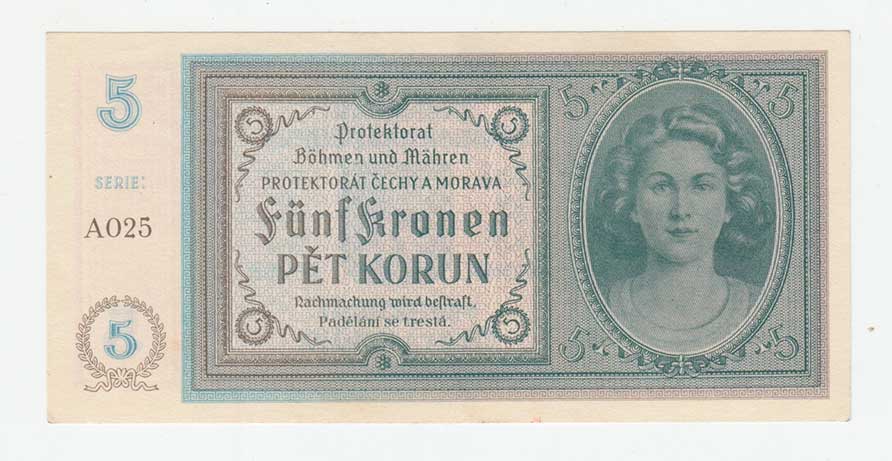 5
SERIE:
A025
5
5
5
Protektorat
Böhmen und Mähren
PROTEKTORÁT ČECHY A MORAVA
Fünf Kronen
PĚT KORUN
Nachmachung wird bestraft.
Padělání se trestá.
5
5
5
5
5
5